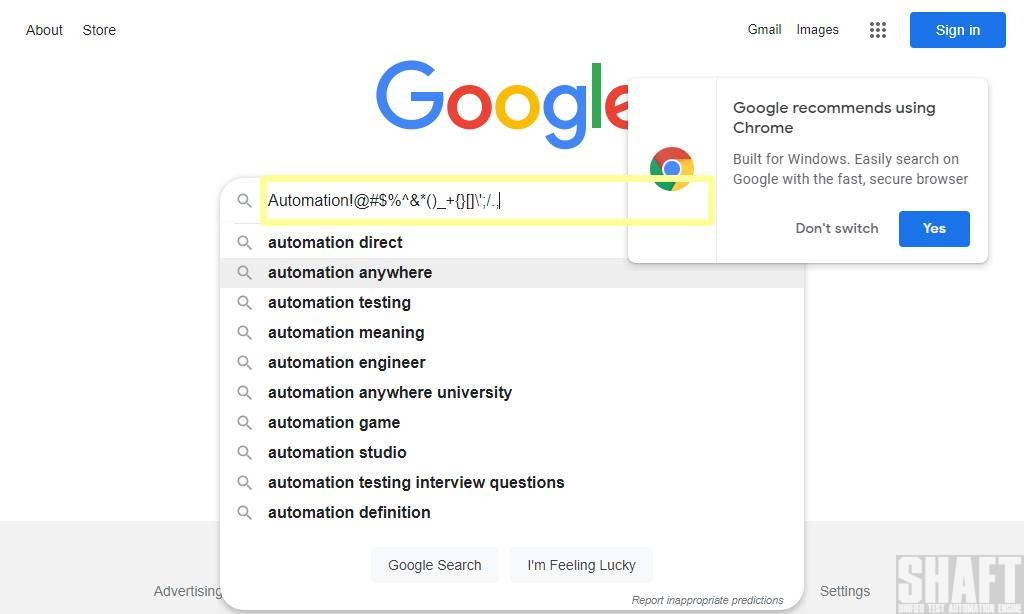 About Store
Gmail Images
Sign in
Google
Google recommends using
Chrome
Built for Windows. Easily search on
Google with the fast, secure browser
Don't switch
Yes
Automation!@#$%^&*()_+{}[]\';/.,
automation direct
automation anywhere
automation testing
automation meaning
automation engineer
automation anywhere university
automation game
automation studio
automation testing interview questions
automation definition
Google Search
I'm Feeling Lucky
Report inappropriate predictions
Advertising
Settings
SHAFT
UNIFIED TEST AUTOMATION ENGINE